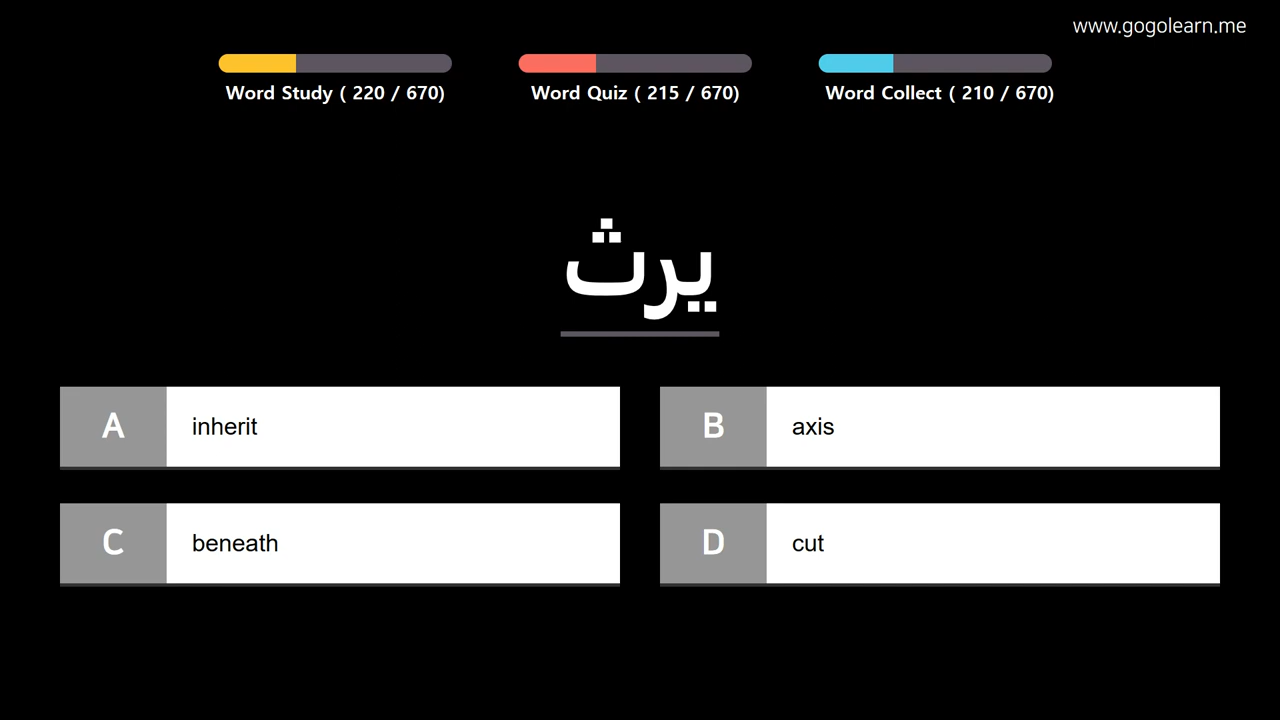 www.gogolearn.me
Word Study ( 220 / 670)
Word Quiz ( 215 / 670)
Word Collect ( 210 / 670)
يرث
A inherit
B axis
C beneath
D cut